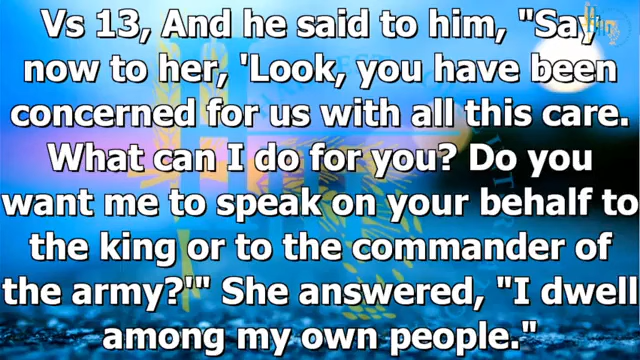 Vs 13, And he said to him, "Say
now to her, 'Look, you have been
concerned for us with all this care.
What can I do for you? Do you
want me to speak on your behalf to
the king or to the commander of
the army?'" She answered, "I dwell
among my own people."